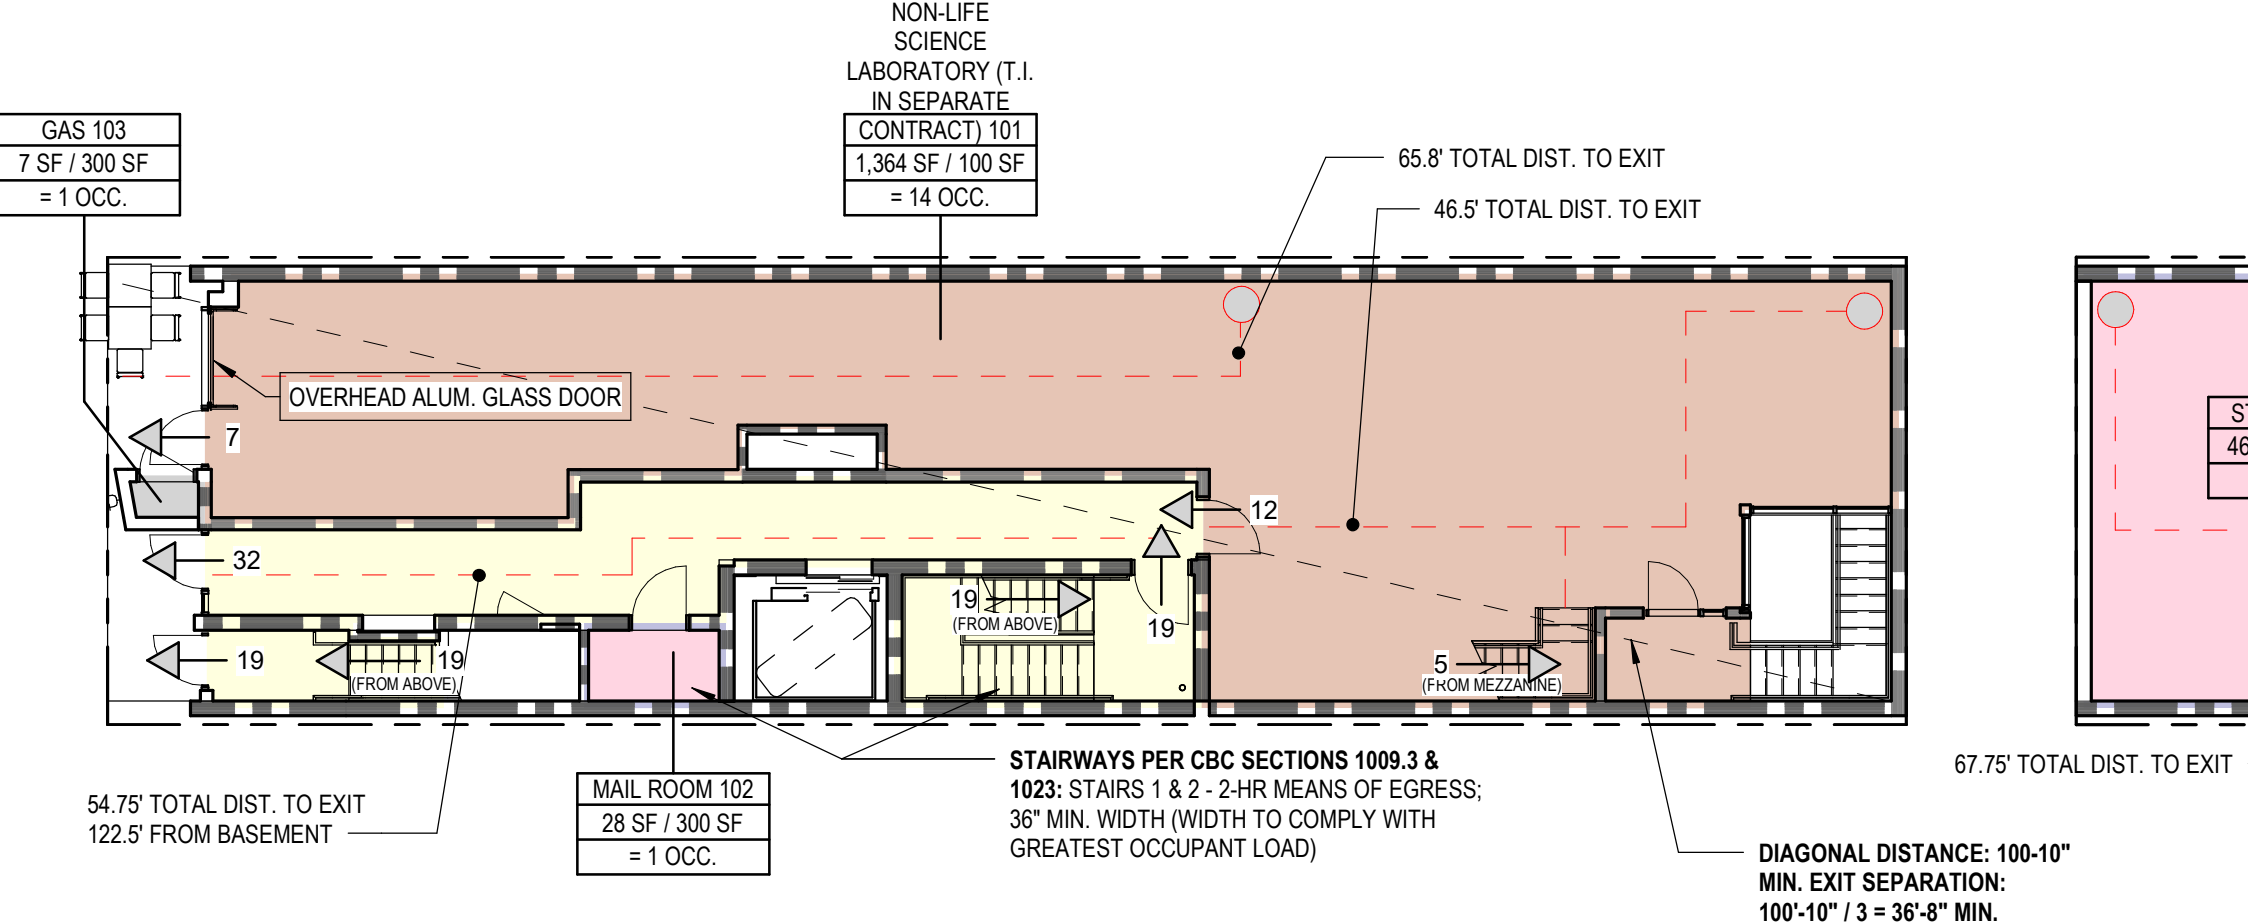 NON-LIFE
SCIENCE
LABORATORY (T.I.
IN SEPARATE
CONTRACT) 101
1,364 SF / 100 SF
= 14 OCC.
GAS 103
7 SF / 300 SF
= 1 OCC.
65.8' TOTAL DIST. TO EXIT
46.5' TOTAL DIST. TO EXIT
OVERHEAD ALUM. GLASS DOOR
7
12
32
19
(FROM ABOVE)
19
19
19
(FROM ABOVE)
5
(FROM MEZZANINE)
ST
46
67.75' TOTAL DIST. TO EXIT
54.75' TOTAL DIST. TO EXIT
122.5' FROM BASEMENT
MAIL ROOM 102
28 SF / 300 SF
= 1 OCC.
STAIRWAYS PER CBC SECTIONS 1009.3 &
1023: STAIRS 1 & 2 - 2-HR MEANS OF EGRESS;
36" MIN. WIDTH (WIDTH TO COMPLY WITH
GREATEST OCCUPANT LOAD)
DIAGONAL DISTANCE: 100-10"
MIN. EXIT SEPARATION:
100'-10" / 3 = 36'-8" MIN.